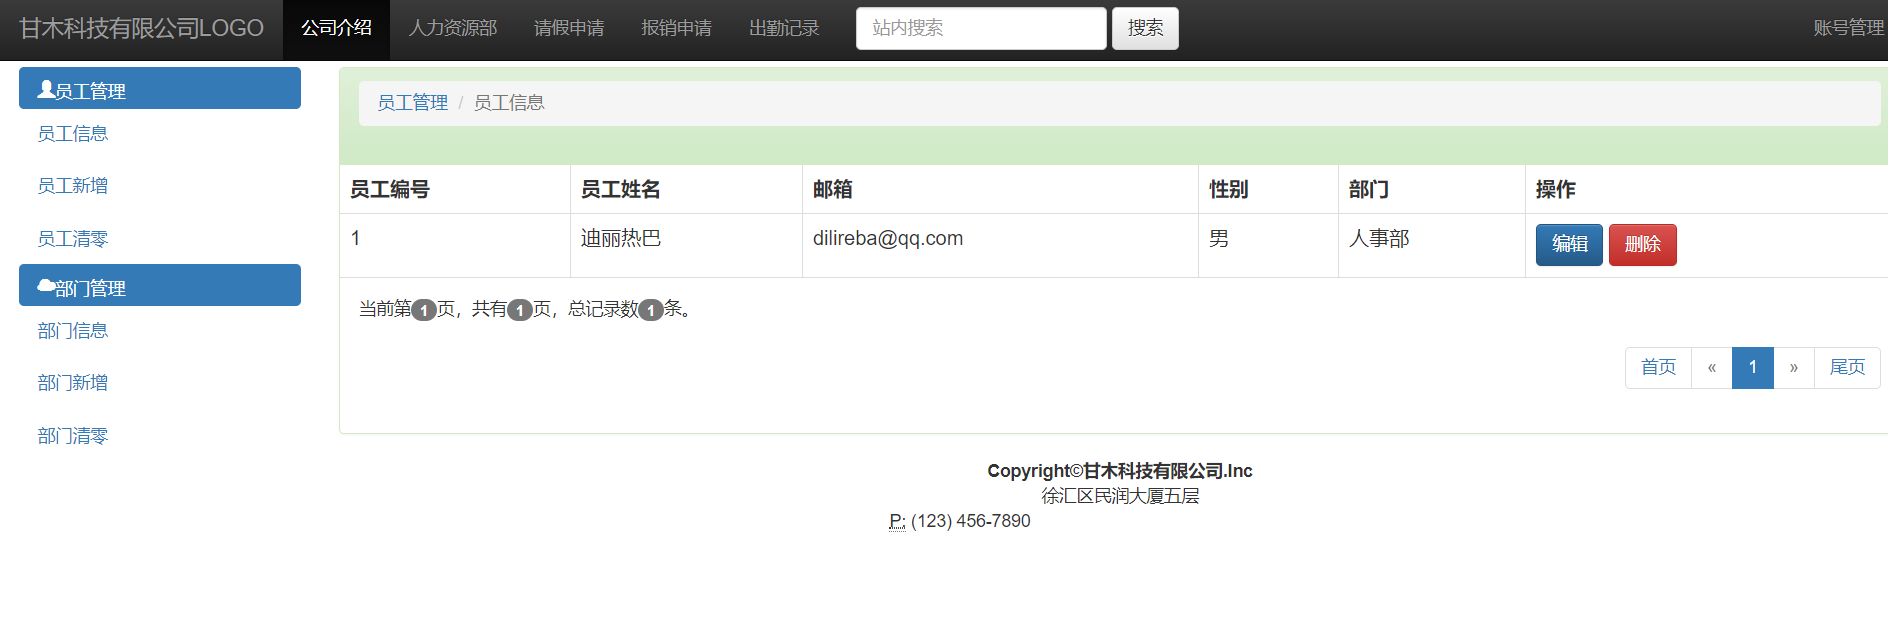 甘木科技有限公司LOGO 公司介绍 人力资源部 请假申请 报销申请 出勤记录 站内搜索 搜索 账号管理
员工管理
员工信息
员工新增
员工清零
部门管理
部门信息
部门新增
部门清零
员工管理 / 员工信息
员工编号 员工姓名 邮箱 性别 部门 操作
1 迪丽热巴 dilireba@qq.com 男 人事部 编辑 删除
当前第1页，共有1页，总记录数1条。
首页 « 1 » 尾页
Copyright©甘木科技有限公司.Inc
徐汇区民润大厦五层
P: (123) 456-7890